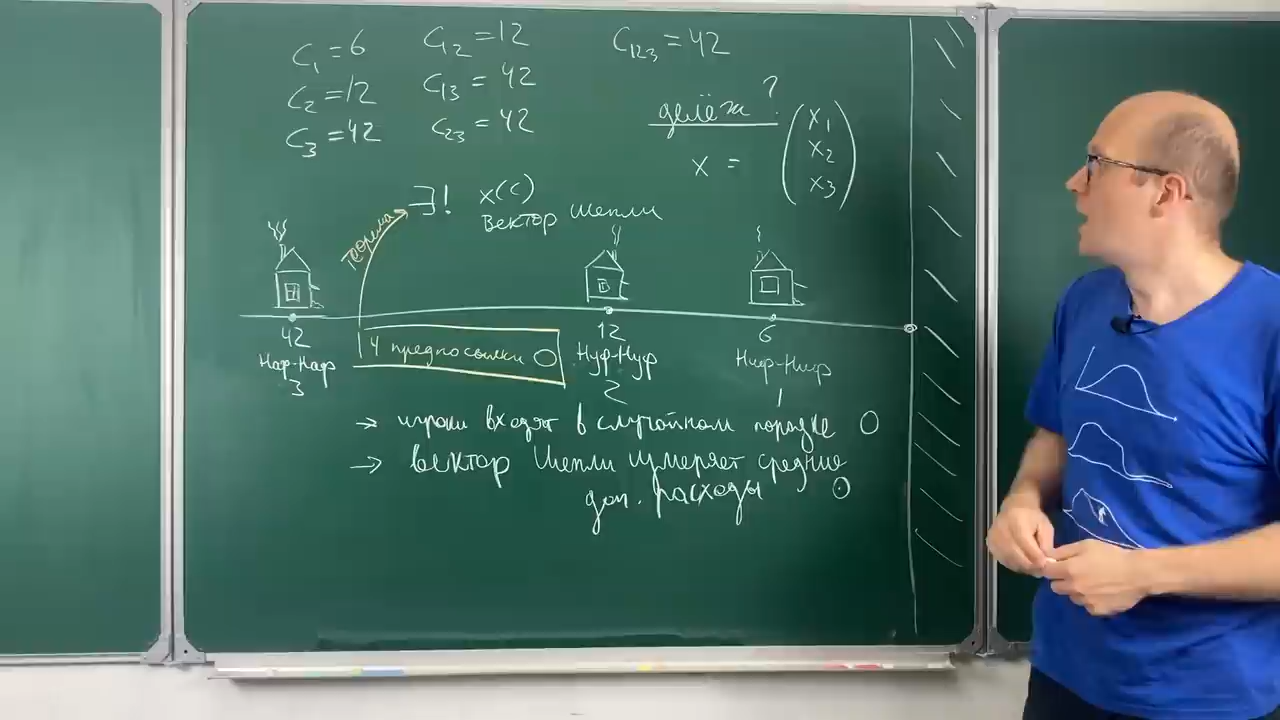 C₁ = 6
C₂ = 12
C₃ = 42
C₁₂ = 12
C₁₃ = 42
C₂₃ = 42
C₁₂₃ = 42
делёж ?
x = (x₁ x₂ x₃)
∃! x(c)
вектор Шепли
теорема
42
Наф-Наф
3
4 предпосылки
12
Нуф-Нуф
2
6
Ниф-Ниф
1
→ игроки входят в случайном порядке
→ вектор Шепли измеряет средние
доп. расходы